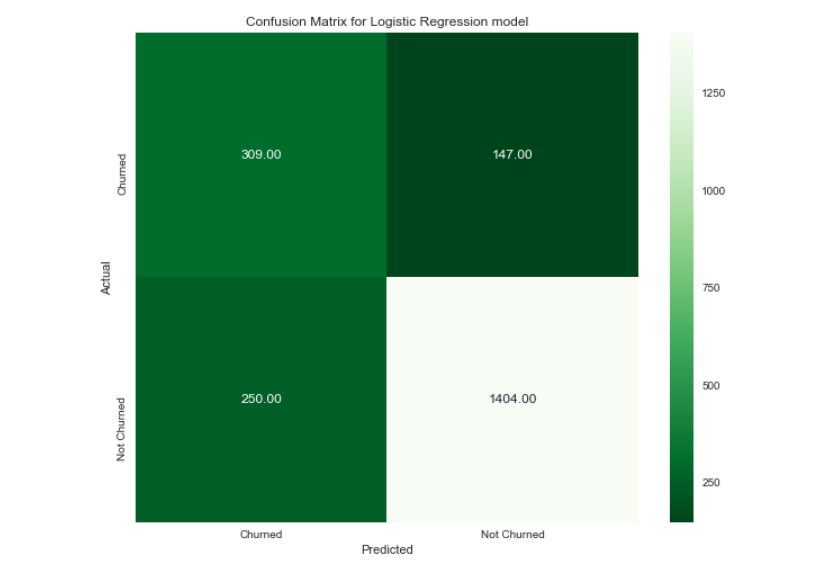 Confusion Matrix for Logistic Regression model
Actual
Churned
Not Churned
309.00
147.00
250.00
1404.00
Churned
Not Churned
Predicted
1250
1000
750
500
250